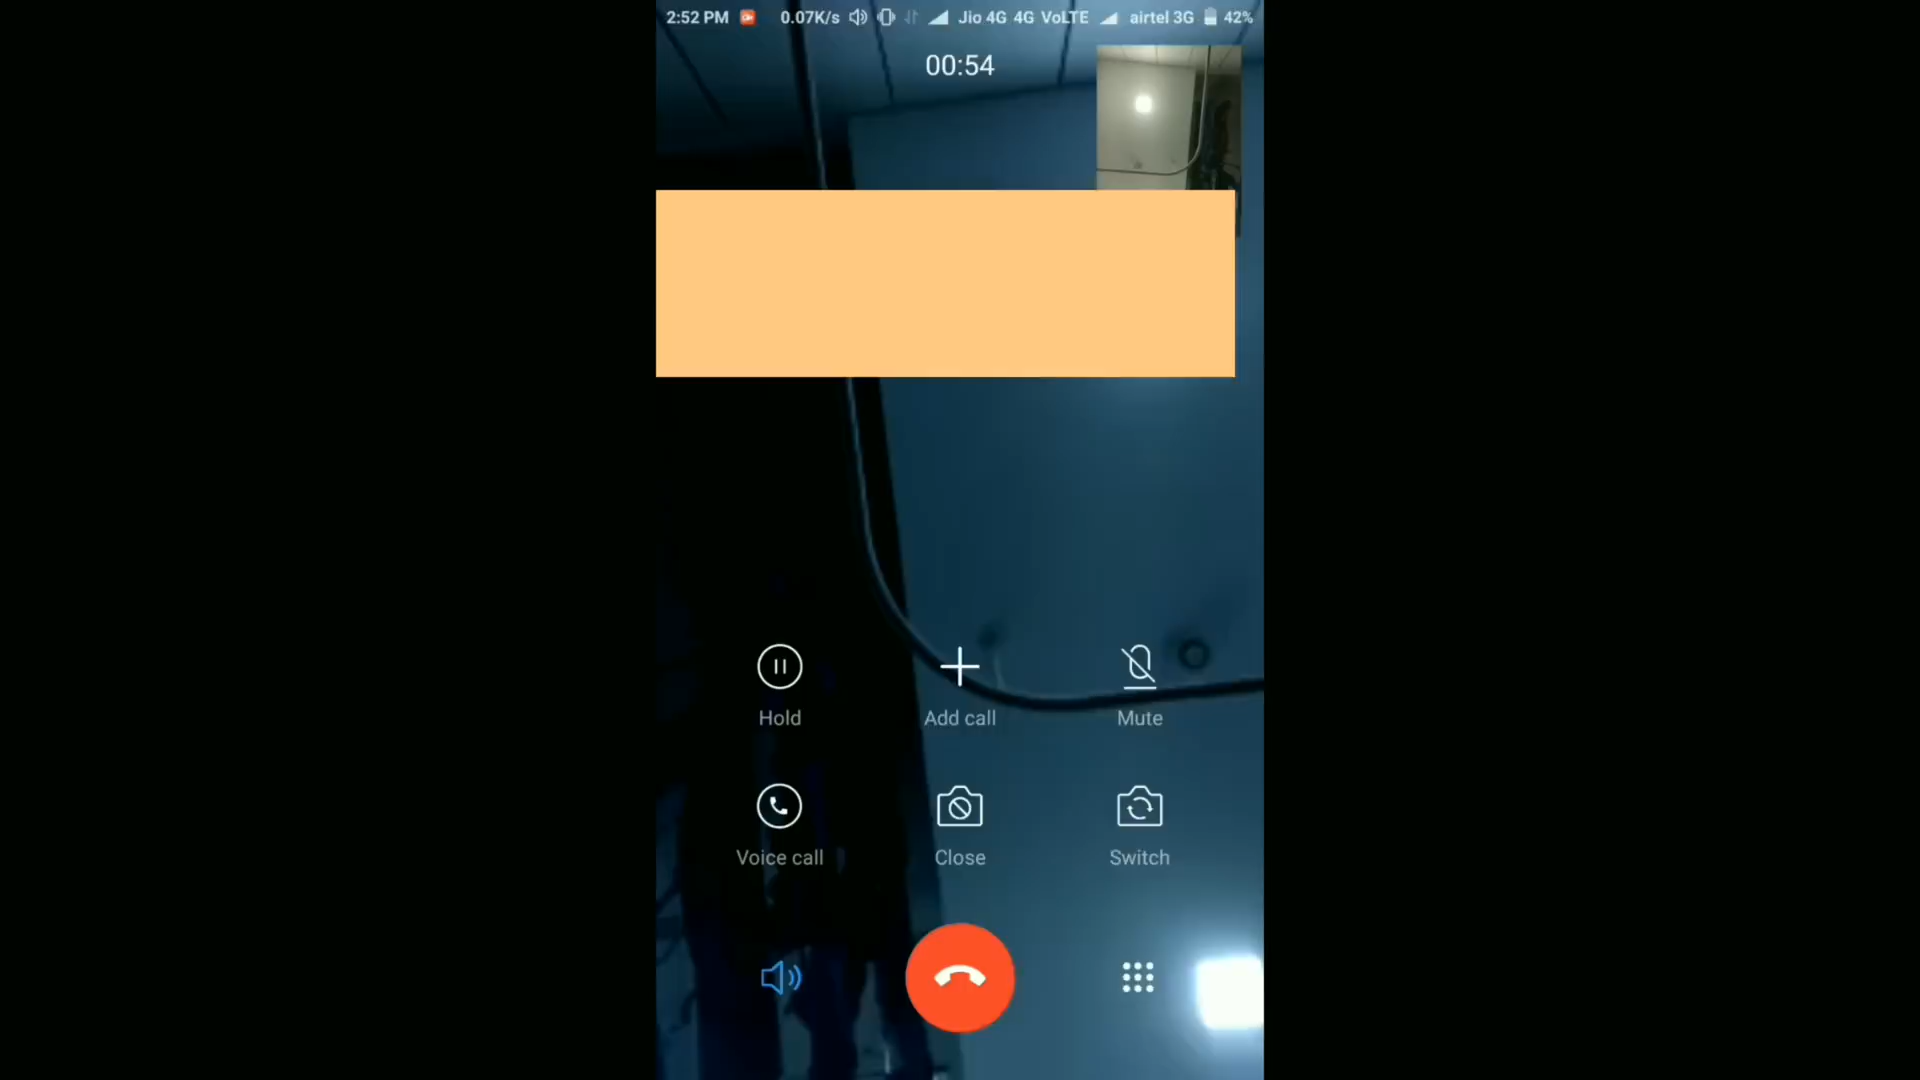 2:52 PM 0.07K/s Jio 4G 4G VoLTE airtel 3G 42%
00:54
Hold Add call Mute
Voice call Close Switch